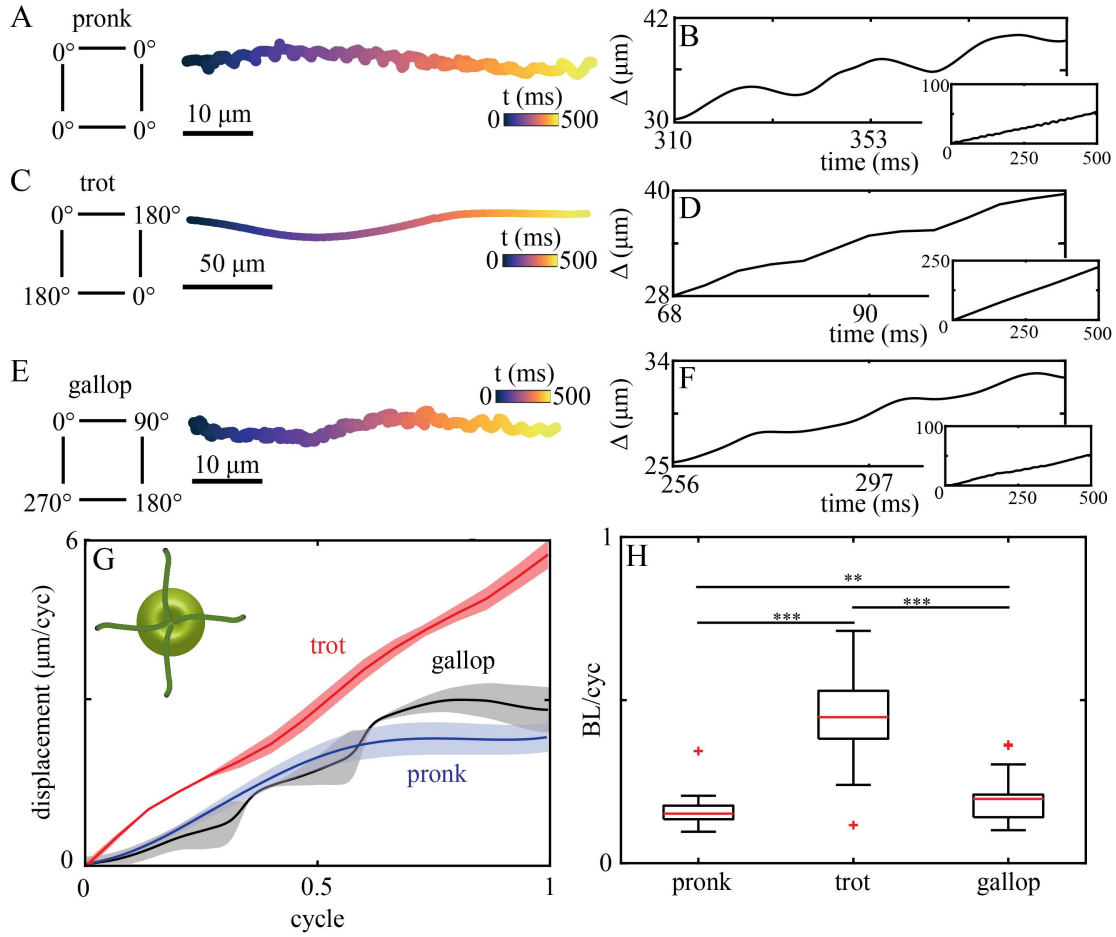 A
pronk
0° 0°
0° 0°
10 μm
t (ms)
0 500
B
42
Δ (μm)
30
310 353
time (ms)
100
0 250 500
C
trot
0° 180°
180° 0°
50 μm
t (ms)
0 500
D
40
Δ (μm)
28
68 90
time (ms)
250
0 250 500
E
gallop
0° 90°
270° 180°
10 μm
t (ms)
0 500
F
34
Δ (μm)
25
256 297
time (ms)
100
0 250 500
G
6
displacement (μm/cyc)
trot
gallop
pronk
0
0 0.5 1
cycle
H
1
BL/cyc
**
*** ***
0
pronk trot gallop